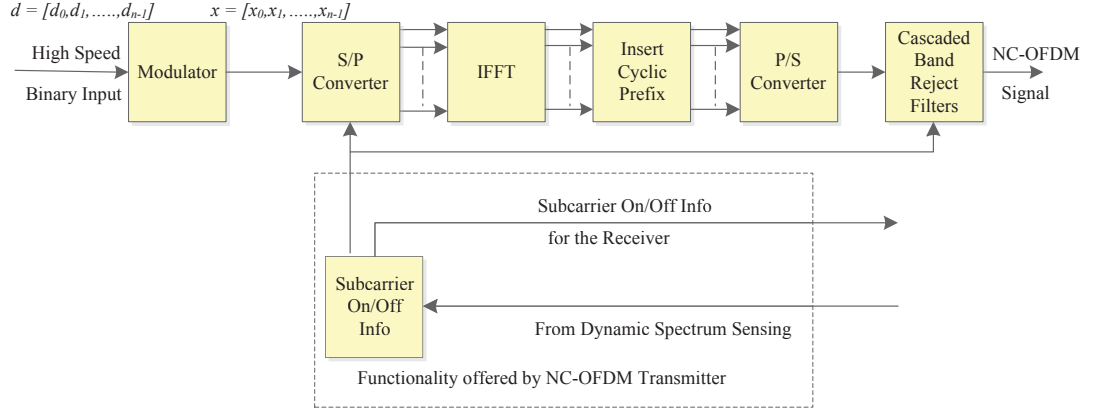 d = [d0,d1,.....,dn-1]
x = [x0,x1,.....,xn-1]
High Speed
Binary Input
Modulator
S/P
Converter
IFFT
Insert
Cyclic
Prefix
P/S
Converter
Cascaded
Band
Reject
Filters
NC-OFDM
Signal
Subcarrier On/Off Info
for the Receiver
Subcarrier
On/Off
Info
From Dynamic Spectrum Sensing
Functionality offered by NC-OFDM Transmitter